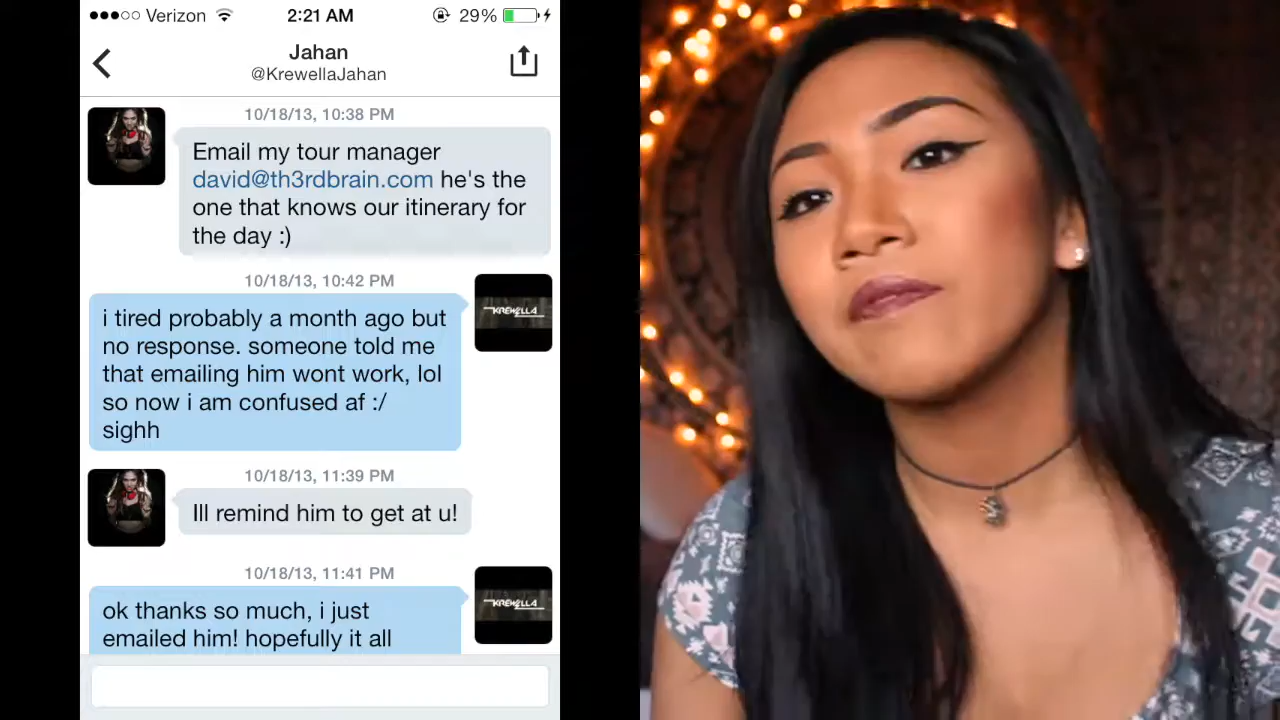 Verizon 2:21 AM 29%
Jahan
@KrewellaJahan
10/18/13, 10:38 PM
Email my tour manager
david@th3rdbrain.com he's the
one that knows our itinerary for
the day :)
10/18/13, 10:42 PM
KREWELLA
i tired probably a month ago but
no response. someone told me
that emailing him wont work, lol
so now i am confused af :/
sighh
10/18/13, 11:39 PM
Ill remind him to get at u!
10/18/13, 11:41 PM
KREWELLA
ok thanks so much, i just
emailed him! hopefully it all